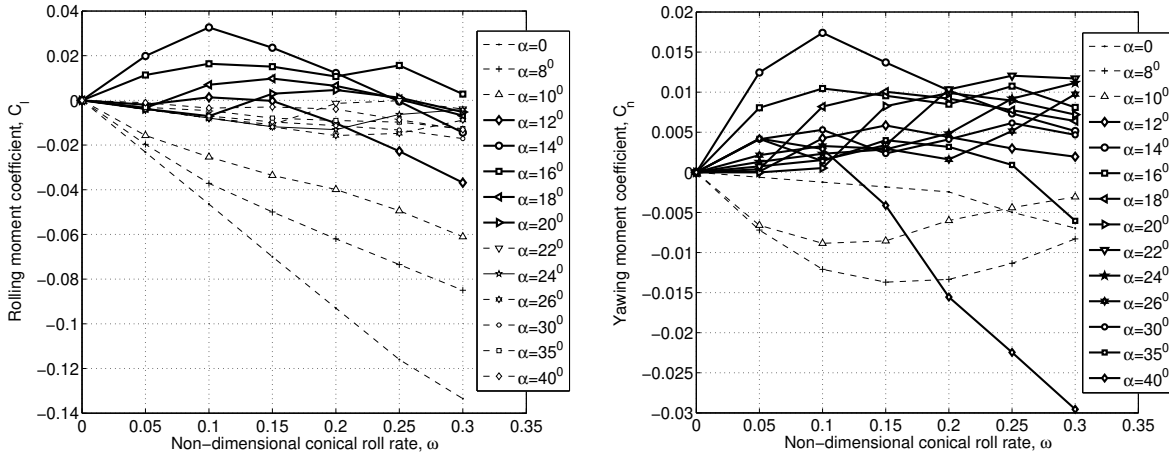 0.04
0.02
0
−0.02
−0.04
−0.06
−0.08
−0.1
−0.12
−0.14
Rolling moment coefficient, Cl
0 0.05 0.1 0.15 0.2 0.25 0.3 0.35
Non−dimensional conical roll rate, ω
α=0
α=8⁰
α=10⁰
α=12⁰
α=14⁰
α=16⁰
α=18⁰
α=20⁰
α=22⁰
α=24⁰
α=26⁰
α=30⁰
α=35⁰
α=40⁰
0.02
0.015
0.01
0.005
0
−0.005
−0.01
−0.015
−0.02
−0.025
−0.03
Yawing moment coefficient, Cn
0 0.05 0.1 0.15 0.2 0.25 0.3 0.35
Non−dimensional conical roll rate, ω
α=0
α=8⁰
α=10⁰
α=12⁰
α=14⁰
α=16⁰
α=18⁰
α=20⁰
α=22⁰
α=24⁰
α=26⁰
α=30⁰
α=35⁰
α=40⁰